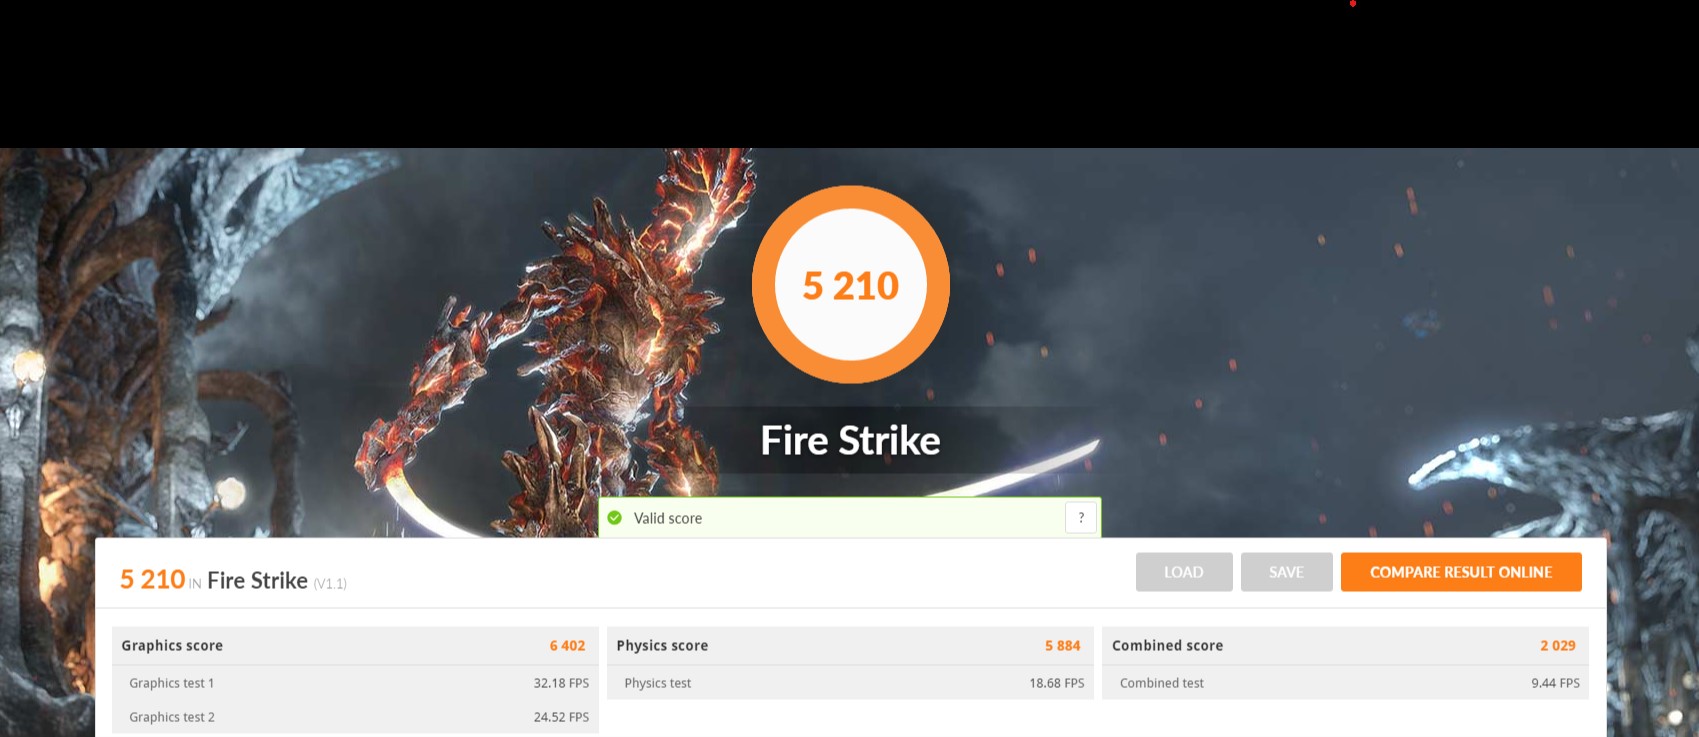 5 210
Fire Strike
Valid score
?
5 210 IN Fire Strike (V1.1)
LOAD
SAVE
COMPARE RESULT ONLINE
Graphics score 6 402
Graphics test 1 32.18 FPS
Graphics test 2 24.52 FPS
Physics score 5 884
Physics test 18.68 FPS
Combined score 2 029
Combined test 9.44 FPS